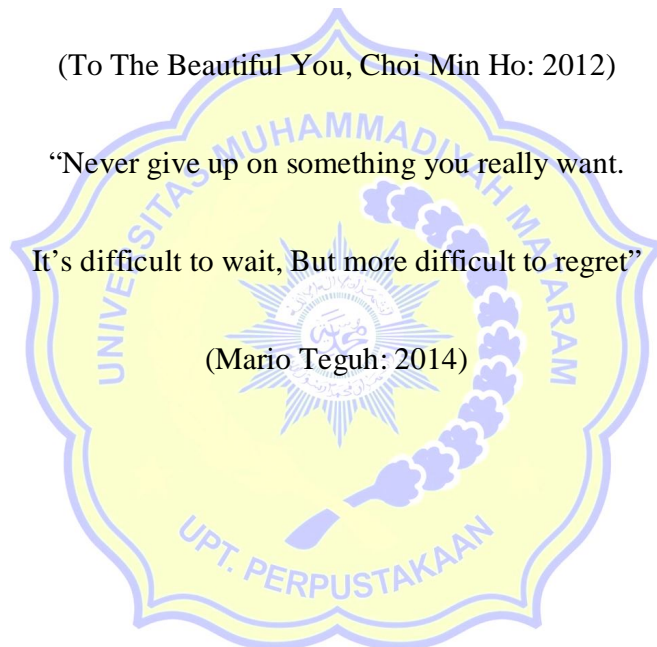 (To The Beautiful You, Choi Min Ho: 2012)
“Never give up on something you really want.
It’s difficult to wait, But more difficult to regret”
(Mario Teguh: 2014)
UNIVERSITAS MUHAMMADIYAH MATARAM
UPT. PERPUSTAKAAN